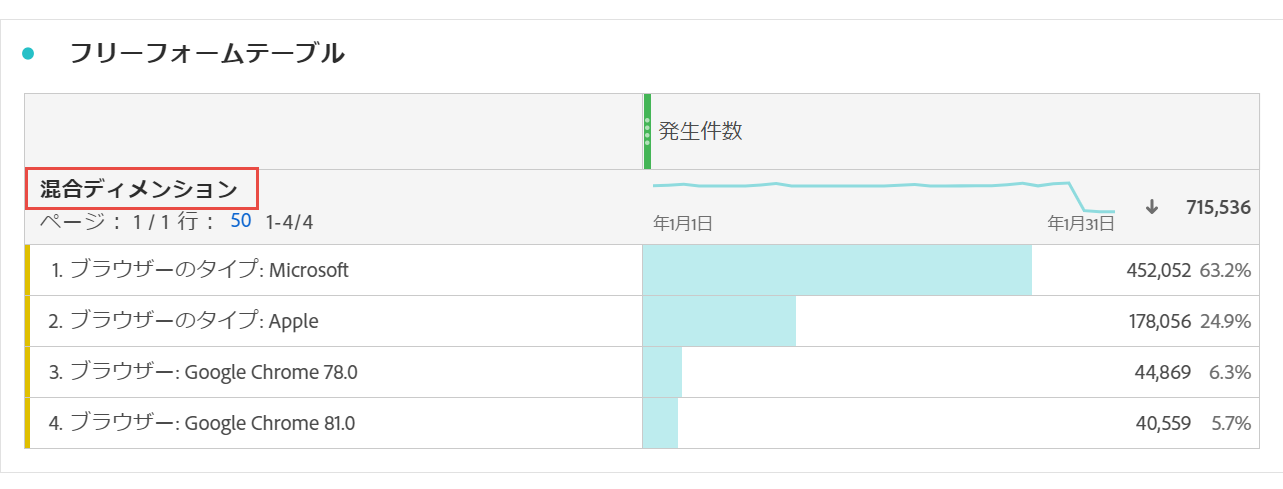 フリーフォームテーブル
発生件数
混合ディメンション
ページ： 1 / 1 行： 50 1-4/4
年1月1日 年1月31日
715,536
1. ブラウザーのタイプ: Microsoft 452,052 63.2%
2. ブラウザーのタイプ: Apple 178,056 24.9%
3. ブラウザー: Google Chrome 78.0 44,869 6.3%
4. ブラウザー: Google Chrome 81.0 40,559 5.7%